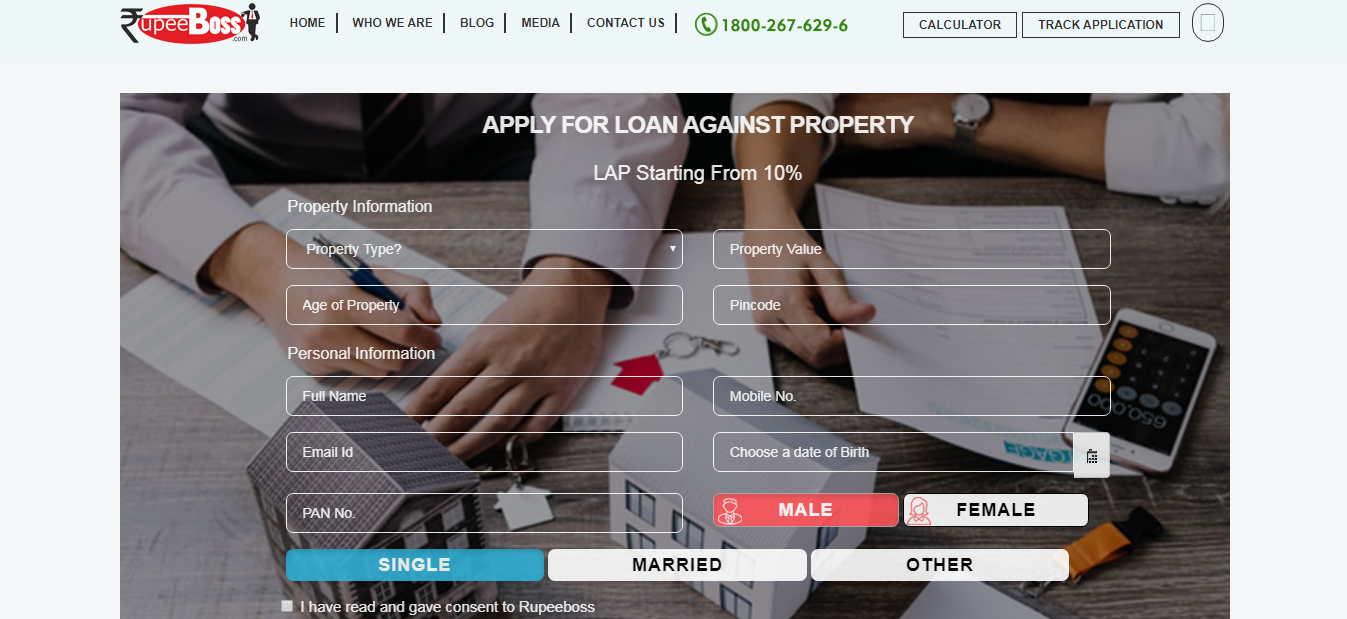 ₹upeeBoss
.com
HOME
WHO WE ARE
BLOG
MEDIA
CONTACT US
1800-267-629-6
CALCULATOR
TRACK APPLICATION
APPLY FOR LOAN AGAINST PROPERTY
LAP Starting From 10%
Property Information
Property Type?
Property Value
Age of Property
Pincode
Personal Information
Full Name
Mobile No.
650,000
Email Id
Choose a date of Birth
PAN No.
MALE
FEMALE
SINGLE
MARRIED
OTHER
I have read and gave consent to Rupeeboss